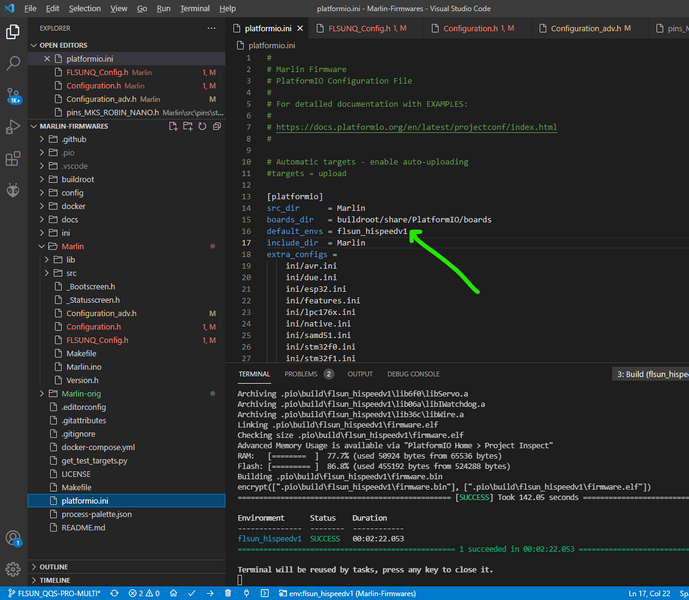 File Edit Selection View Go Run Terminal Help
platformio.ini - Marlin-Firmwares - Visual Studio Code
EXPLORER
OPEN EDITORS
platformio.ini
FLSUNQ_Config.h Marlin 1, M
Configuration.h Marlin 1, M
Configuration_adv.h Marlin M
pins_MKS_ROBIN_NANO.h Marlin\src\pins\st...
MARLIN-FIRMWARES
.github
.pio
.vscode
buildroot
config
docker
docs
ini
Marlin
lib
src
_Bootscreen.h
_Statusscreen.h
Configuration_adv.h M
Configuration.h 1, M
FLSUNQ_Config.h 1, M
Makefile
Marlin.ino
Version.h
Marlin-orig
.editorconfig
.gitattributes
.gitignore
docker-compose.yml
get_test_targets.py
LICENSE
Makefile
platformio.ini
process-palette.json
README.md
OUTLINE
TIMELINE
1K+
1
platformio.ini
FLSUNQ_Config.h 1, M
Configuration.h 1, M
Configuration_adv.h M
pins_M
platformio.ini
1 #
2 # Marlin Firmware
3 # PlatformIO Configuration File
4 #
5 # For detailed documentation with EXAMPLES:
6 #
7 # https://docs.platformio.org/en/latest/projectconf/index.html
8 #
9
10 # Automatic targets - enable auto-uploading
11 #targets = upload
12
13 [platformio]
14 src_dir = Marlin
15 boards_dir = buildroot/share/PlatformIO/boards
16 default_envs = flsun_hispeedv1
17 include_dir = Marlin
18 extra_configs =
19 ini/avr.ini
20 ini/due.ini
21 ini/esp32.ini
22 ini/features.ini
23 ini/lpc176x.ini
24 ini/native.ini
25 ini/samd51.ini
26 ini/stm32f0.ini
27 ini/stm32f1.ini
TERMINAL PROBLEMS 2 OUTPUT DEBUG CONSOLE
3: Build (flsun_hispee
Archiving .pio\build\flsun_hispeedv1\lib6f0\libServo.a
Archiving .pio\build\flsun_hispeedv1\lib06a\libIWatchdog.a
Archiving .pio\build\flsun_hispeedv1\lib36c\libWire.a
Linking .pio\build\flsun_hispeedv1\firmware.elf
Checking size .pio\build\flsun_hispeedv1\firmware.elf
Advanced Memory Usage is available via "PlatformIO Home > Project Inspect"
RAM: [======== ] 77.7% (used 50924 bytes from 65536 bytes)
Flash: [========= ] 86.8% (used 455192 bytes from 524288 bytes)
Building .pio\build\flsun_hispeedv1\firmware.bin
encrypt([".pio\build\flsun_hispeedv1\firmware.bin"], [".pio\build\flsun_hispeedv1\firmware.elf"])
[SUCCESS] Took 142.05 seconds
Environment Status Duration
flsun_hispeedv1 SUCCESS 00:02:22.053
1 succeeded in 00:02:22.053
Terminal will be reused by tasks, press any key to close it.
FLSUN_QQS-PRO-MULTI* 2 0 env:flsun_hispeedv1 (Marlin-Firmwares)
Ln 17, Col 22 Spa